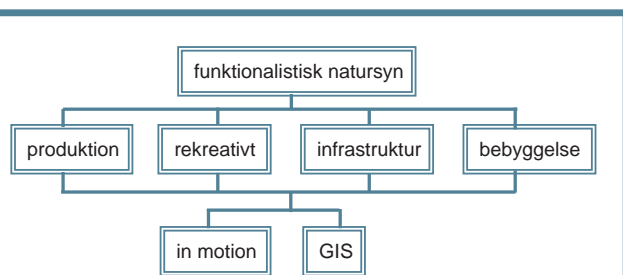 funktionalistisk natursyn
produktion rekreativt infrastruktur bebyggelse
in motion GIS